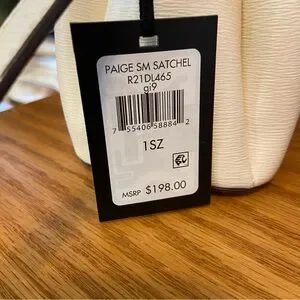 PAIGE SM SATCHEL
R21DL465
gi9
7 55406 58884 2
1SZ
MSRP $198.00